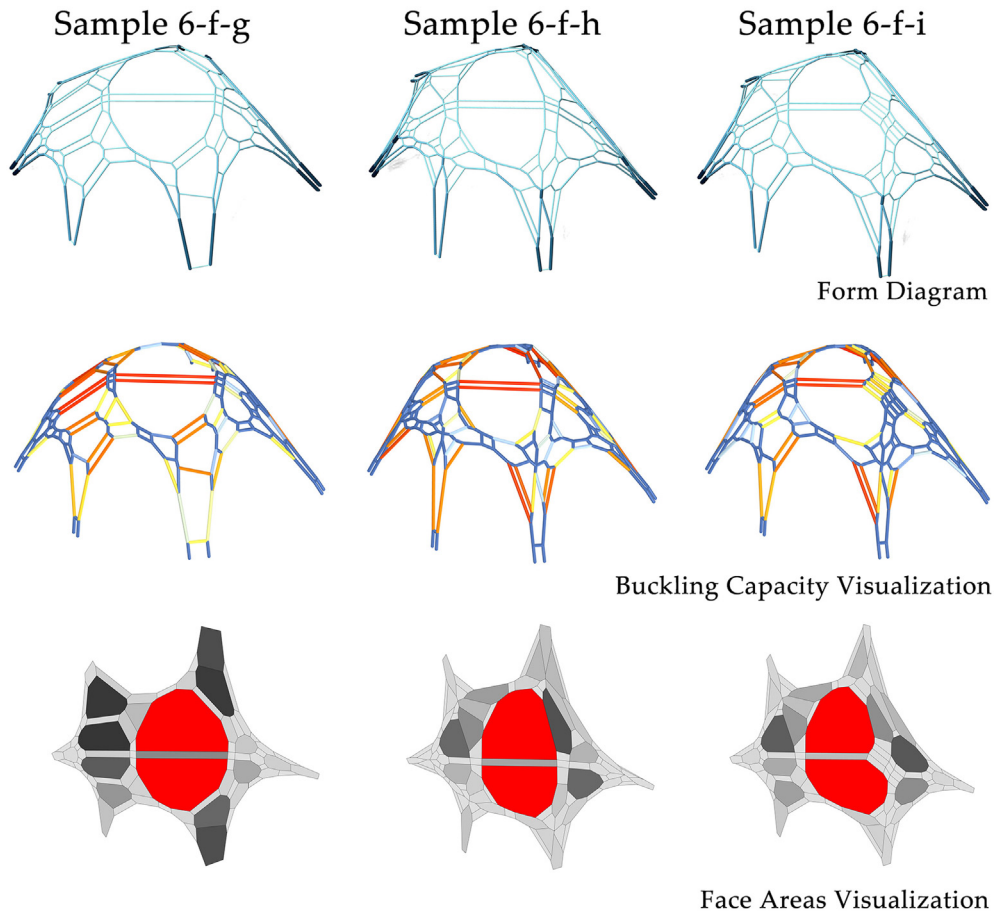 Sample 6-f-g
Sample 6-f-h
Sample 6-f-i
Form Diagram
Buckling Capacity Visualization
Face Areas Visualization